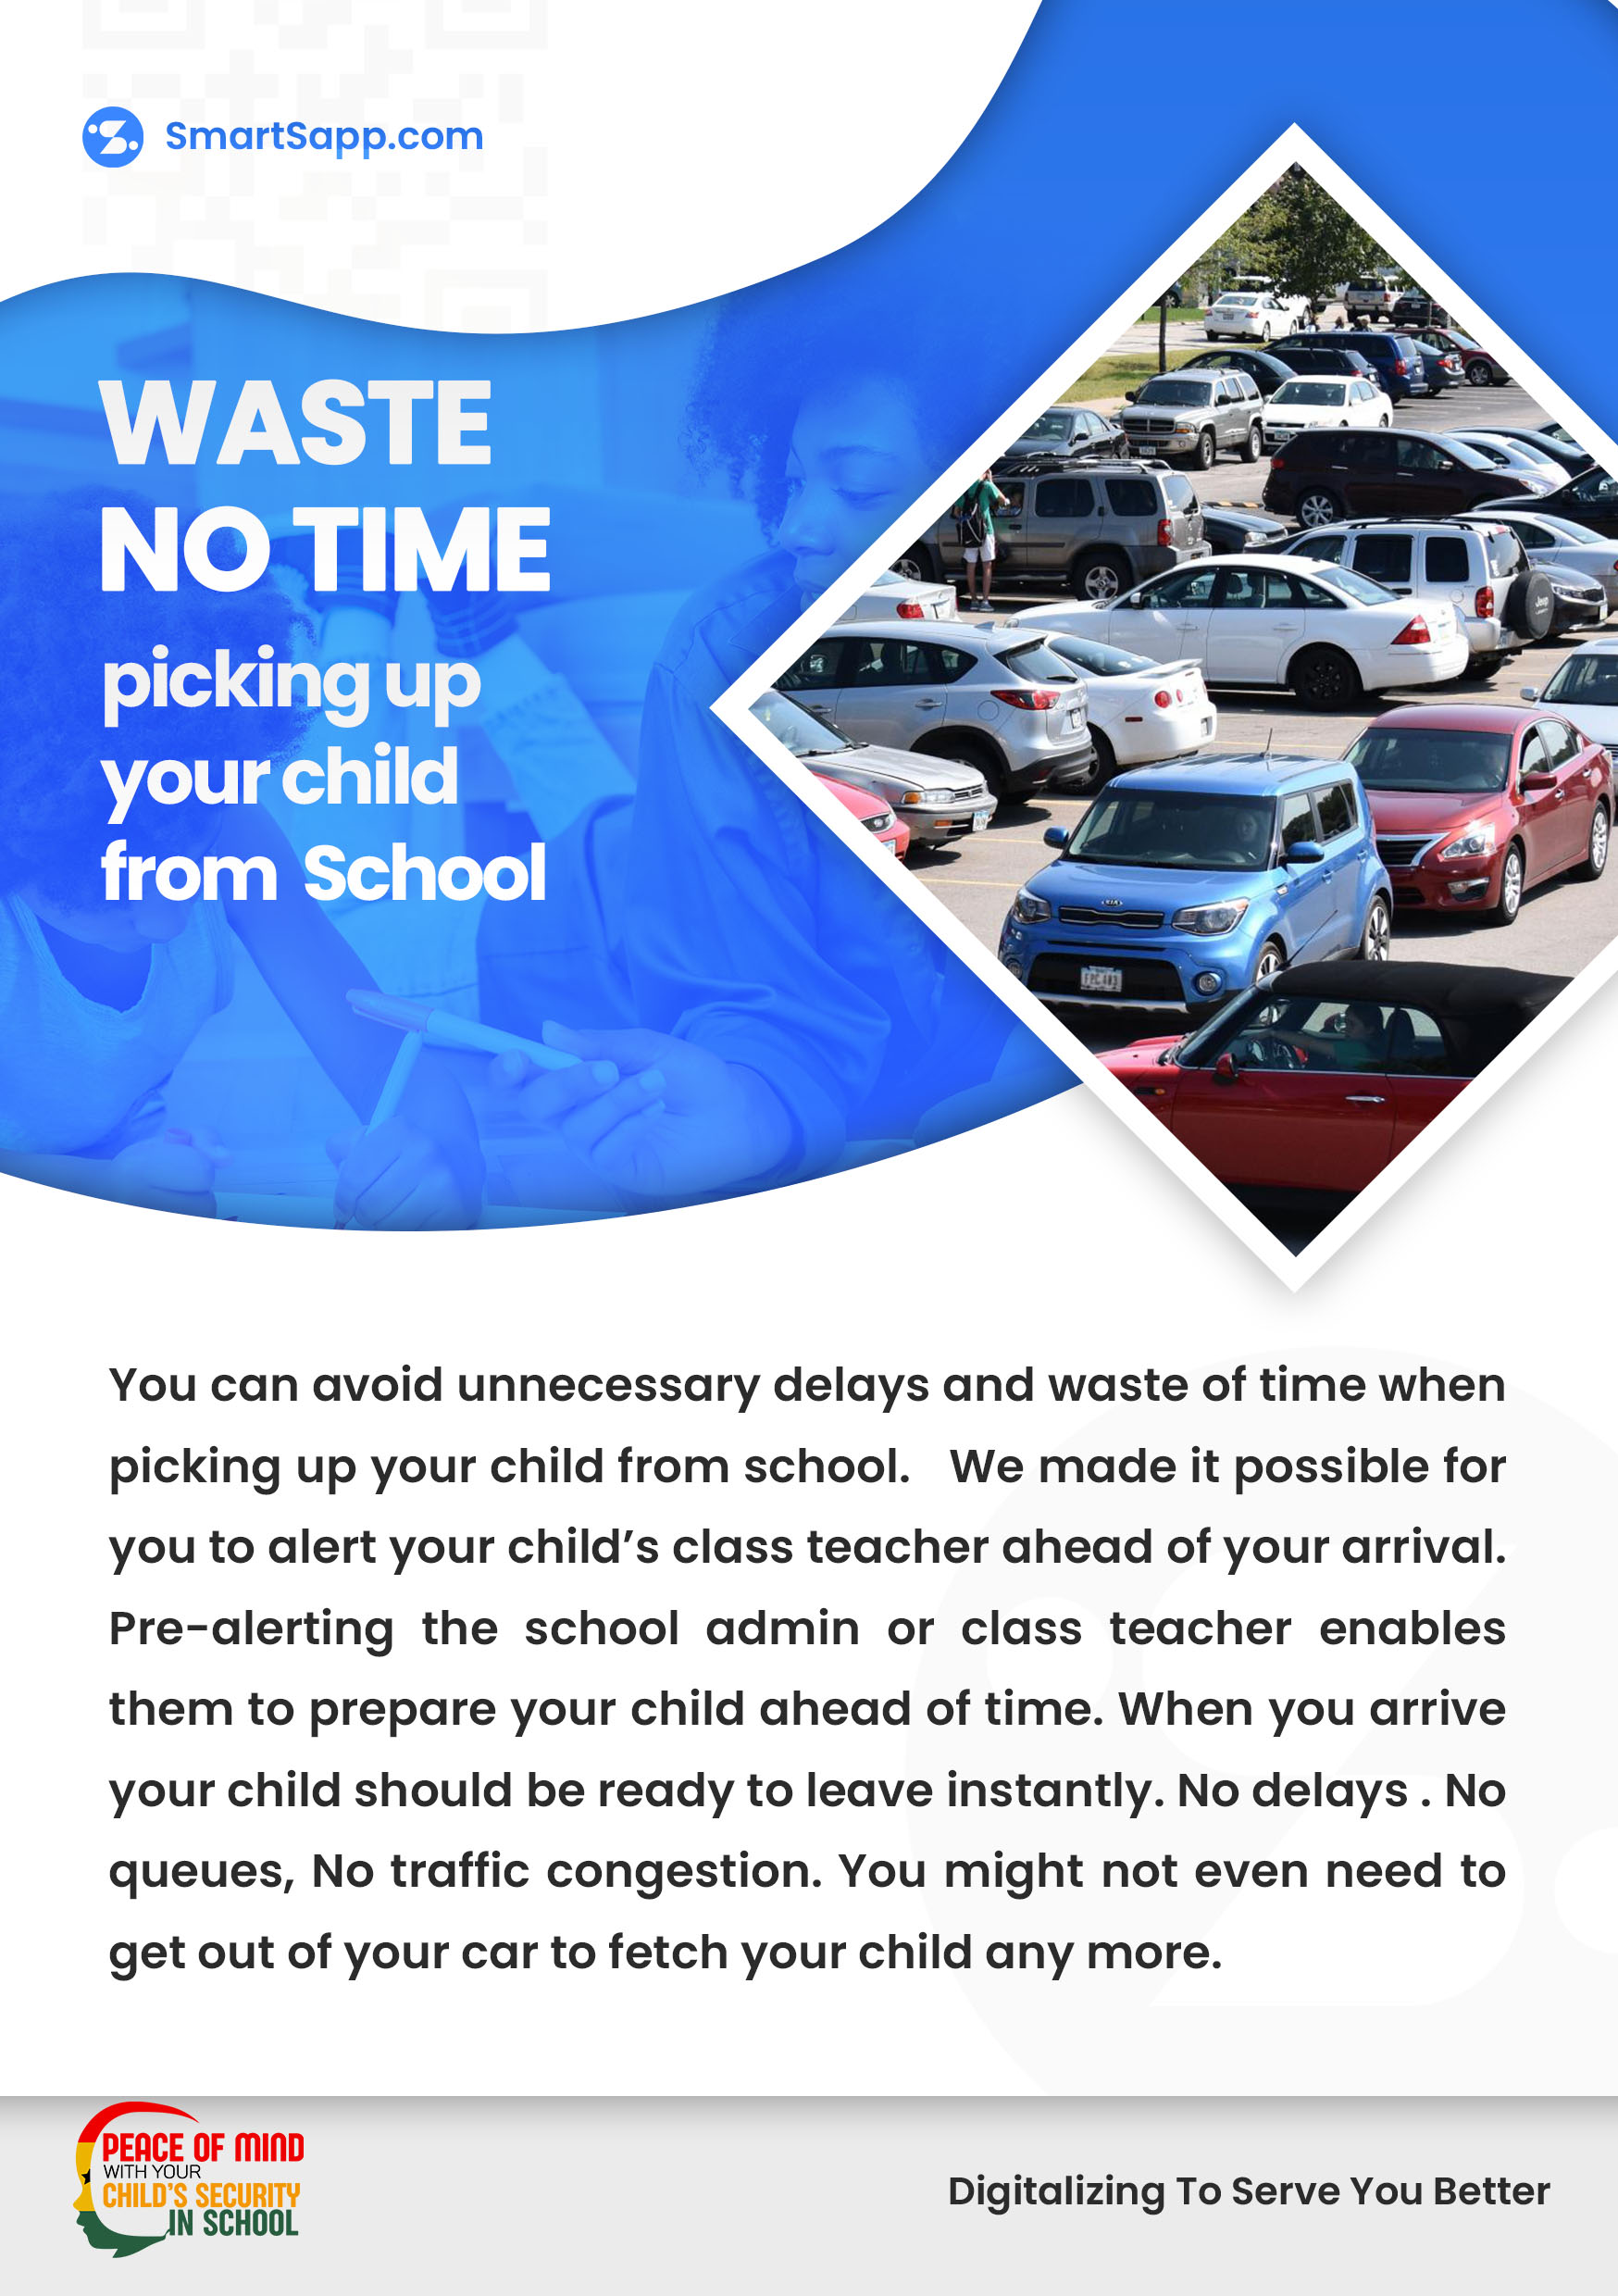 SmartSapp.com
WASTE
NO TIME
picking up
your child
from School
KIA
Jeep
You can avoid unnecessary delays and waste of time when
picking up your child from school. We made it possible for
you to alert your child’s class teacher ahead of your arrival.
Pre-alerting the school admin or class teacher enables
them to prepare your child ahead of time. When you arrive
your child should be ready to leave instantly. No delays . No
queues, No traffic congestion. You might not even need to
get out of your car to fetch your child any more.
PEACE OF MIND
WITH YOUR
CHILD'S SECURITY
IN SCHOOL
Digitalizing To Serve You Better